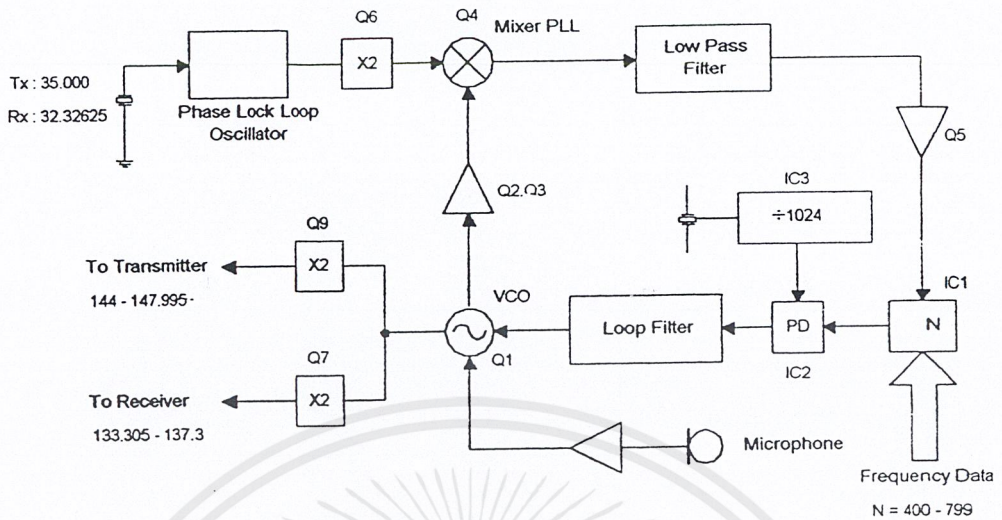 Q6
X2
Q4
Mixer PLL
Low Pass
Filter
Tx : 35.000
Rx : 32.32625
Phase Lock Loop
Oscillator
Q5
Q2.Q3
IC3
÷1024
Q9
X2
To Transmitter
144 - 147.995-
VCO
Q1
Loop Filter
PD
IC2
IC1
N
Q7
X2
To Receiver
133.305 - 137.3
Microphone
Frequency Data
N = 400 - 799